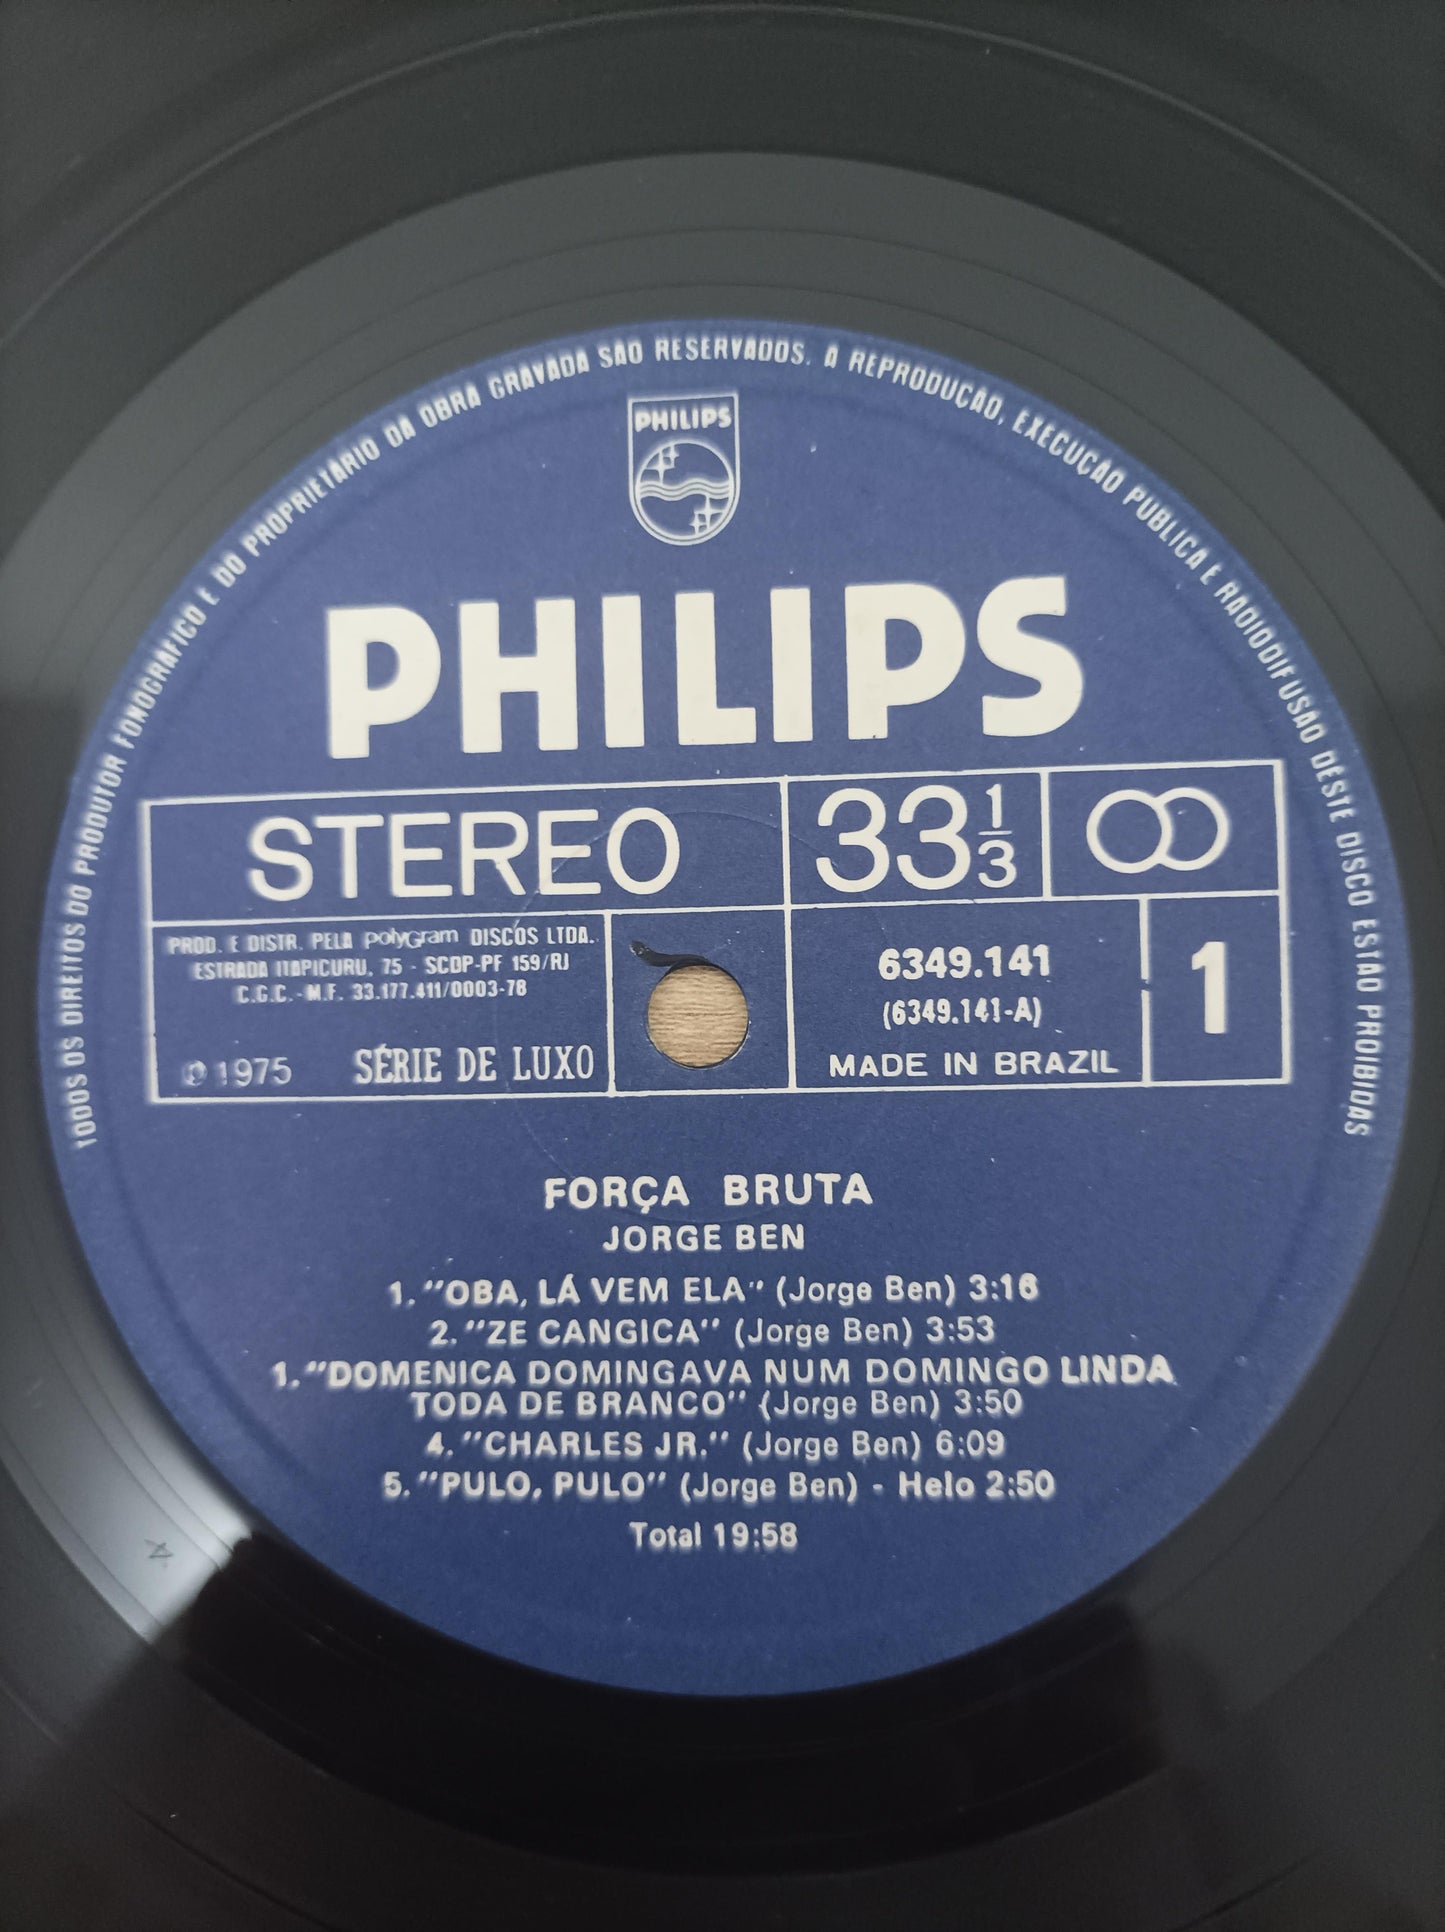 TODOS OS DIREITOS DO PRODUTOR FONOGRÁFICO E DO PROPRIETÁRIO DA OBRA GRAVADA SÃO RESERVADOS. A REPRODUÇÃO, EXECUÇÃO PÚBLICA E RADIODIFUSÃO DESTE DISCO ESTÃO PROIBIDAS
PHILIPS
PHILIPS
STEREO
33 1/3
PROD. E DISTR. PELA polyGram DISCOS LTDA.
ESTRADA ITAPICURU, 75 - SCDP-PF 159/RJ
C.G.C.-M.F. 33.177.411/0003-78
℗ 1975 SÉRIE DE LUXO
6349.141
(6349.141-A)
MADE IN BRAZIL
1
FORÇA BRUTA
JORGE BEN
1. "OBA, LÁ VEM ELA" (Jorge Ben) 3:16
2. "ZE CANGICA" (Jorge Ben) 3:53
1. "DOMENICA DOMINGAVA NUM DOMINGO LINDA
TODA DE BRANCO" (Jorge Ben) 3:50
4. "CHARLES JR." (Jorge Ben) 6:09
5. "PULO, PULO" (Jorge Ben) - Helo 2:50
Total 19:58